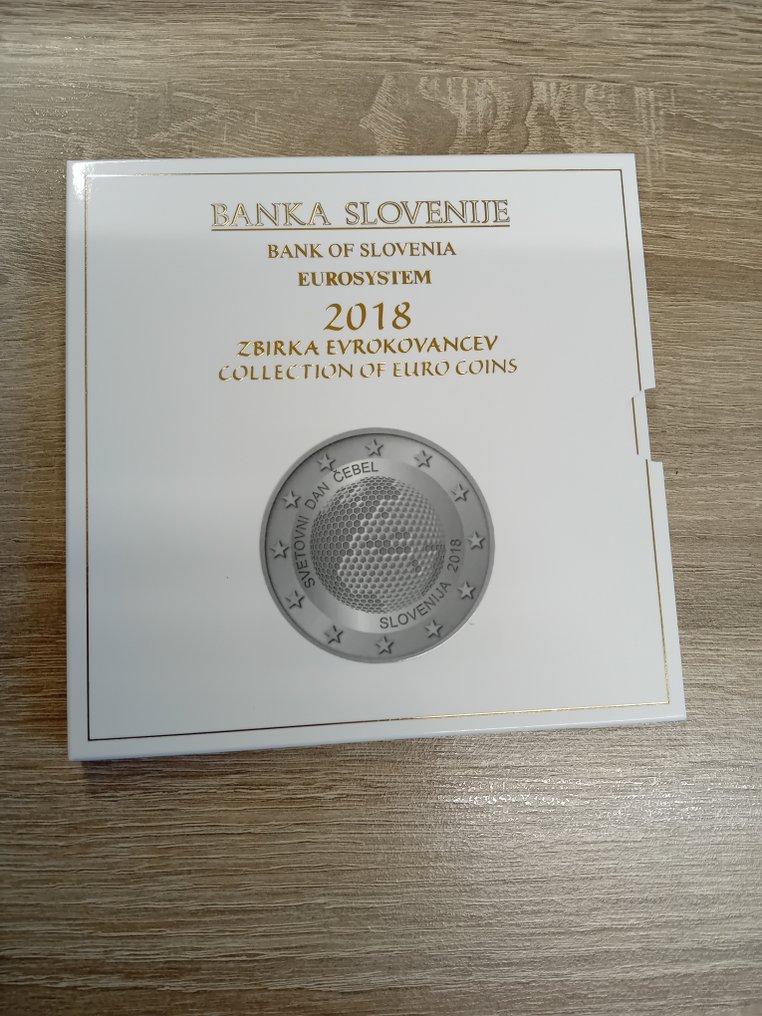 BANKA SLOVENIJE
BANK OF SLOVENIA
EUROSYSTEM
2018
ZBIRKA EVROKOVANCEV
COLLECTION OF EURO COINS
SVETOVNI DAN ČEBEL
SLOVENIJA 2018